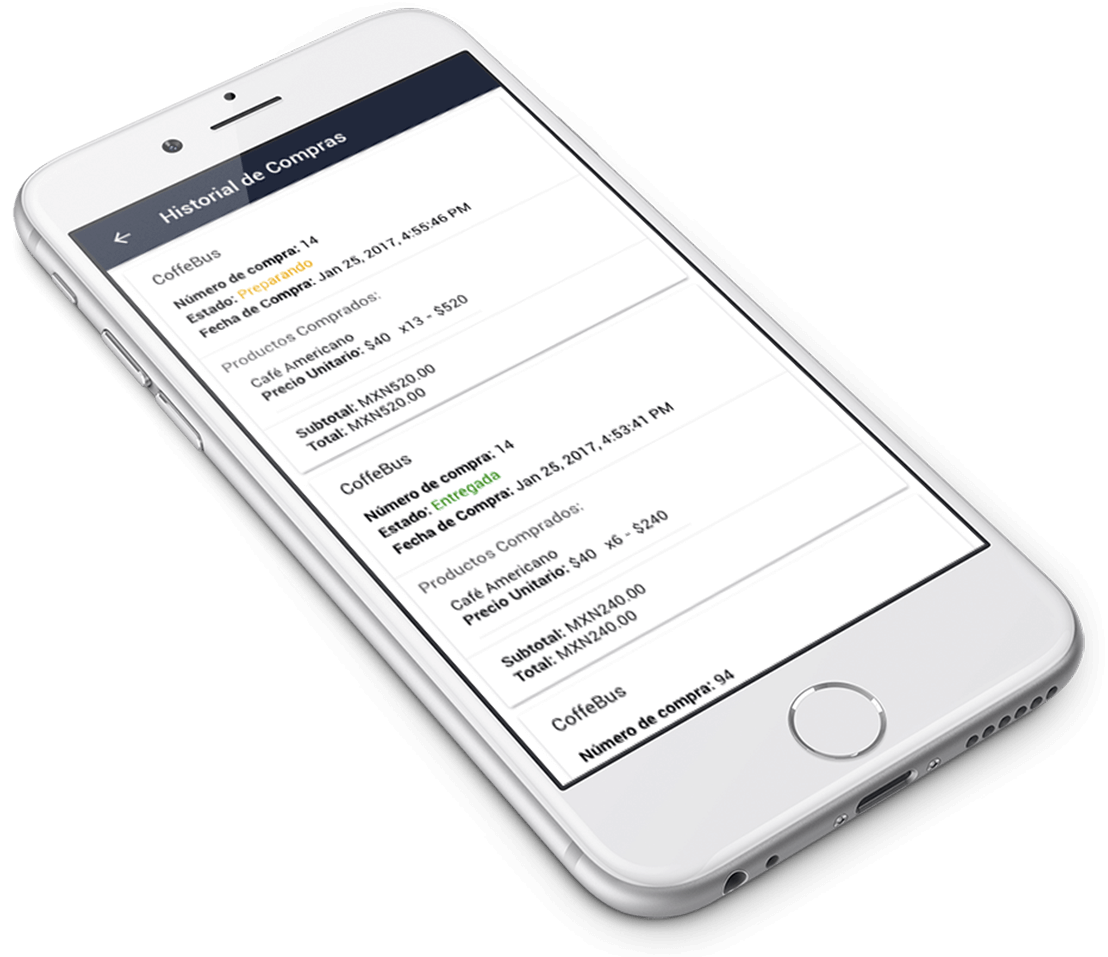 Historial de Compras
CoffeBus
Número de compra: 14
Estado: Preparando
Fecha de Compra: Jan 25, 2017, 4:55:46 PM
Productos Comprados:
Café Americano
Precio Unitario: $40 x13 - $520
Subtotal: MXN520.00
Total: MXN520.00
CoffeBus
Número de compra: 14
Estado: Entregada
Fecha de Compra: Jan 25, 2017, 4:53:41 PM
Productos Comprados:
Café Americano
Precio Unitario: $40 x6 - $240
Subtotal: MXN240.00
Total: MXN240.00
CoffeBus
Número de compra: 94